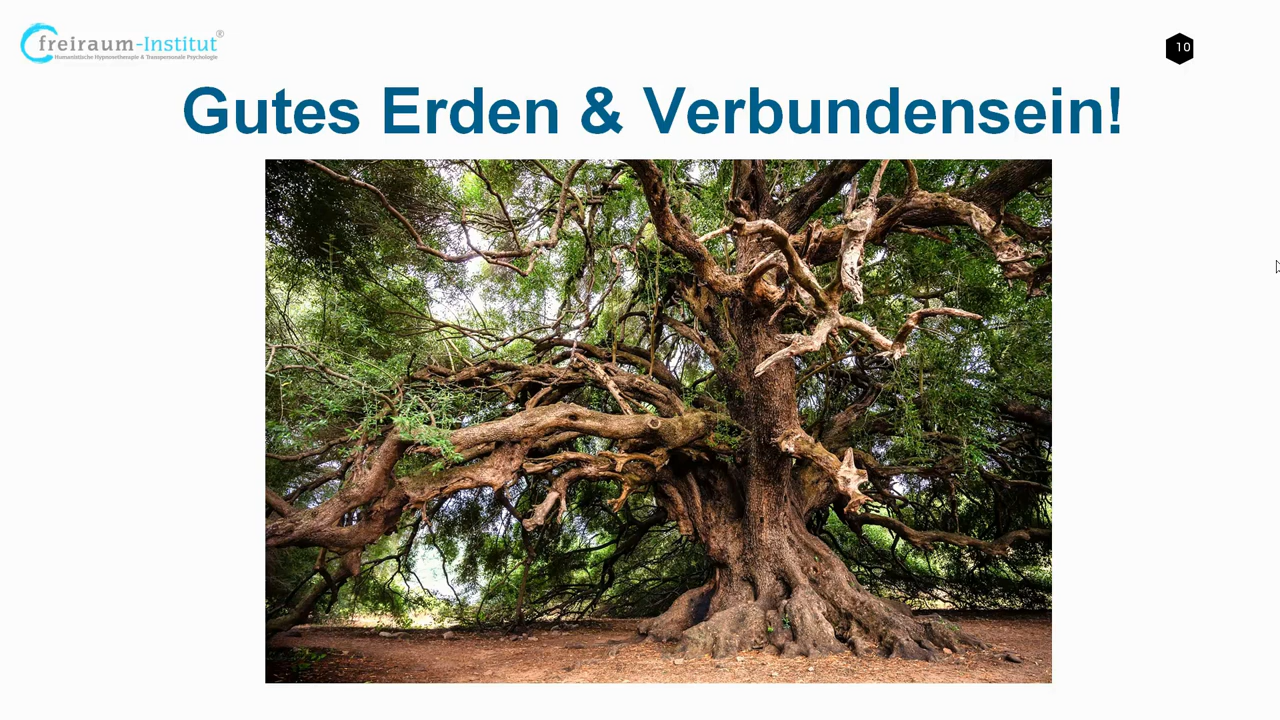 freiraum-Institut®
Humanistische Hypnosetherapie & Transpersonale Psychologie
10
Gutes Erden & Verbundensein!